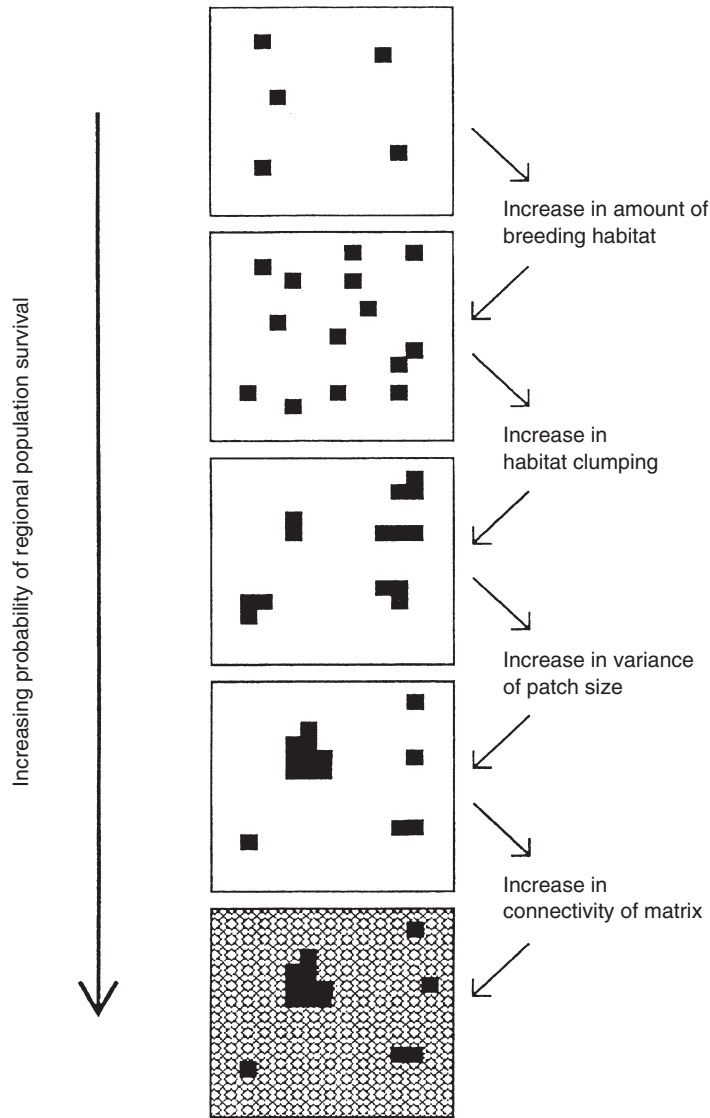 Increasing probability of regional population survival
Increase in amount of
breeding habitat
Increase in
habitat clumping
Increase in variance
of patch size
Increase in
connectivity of matrix